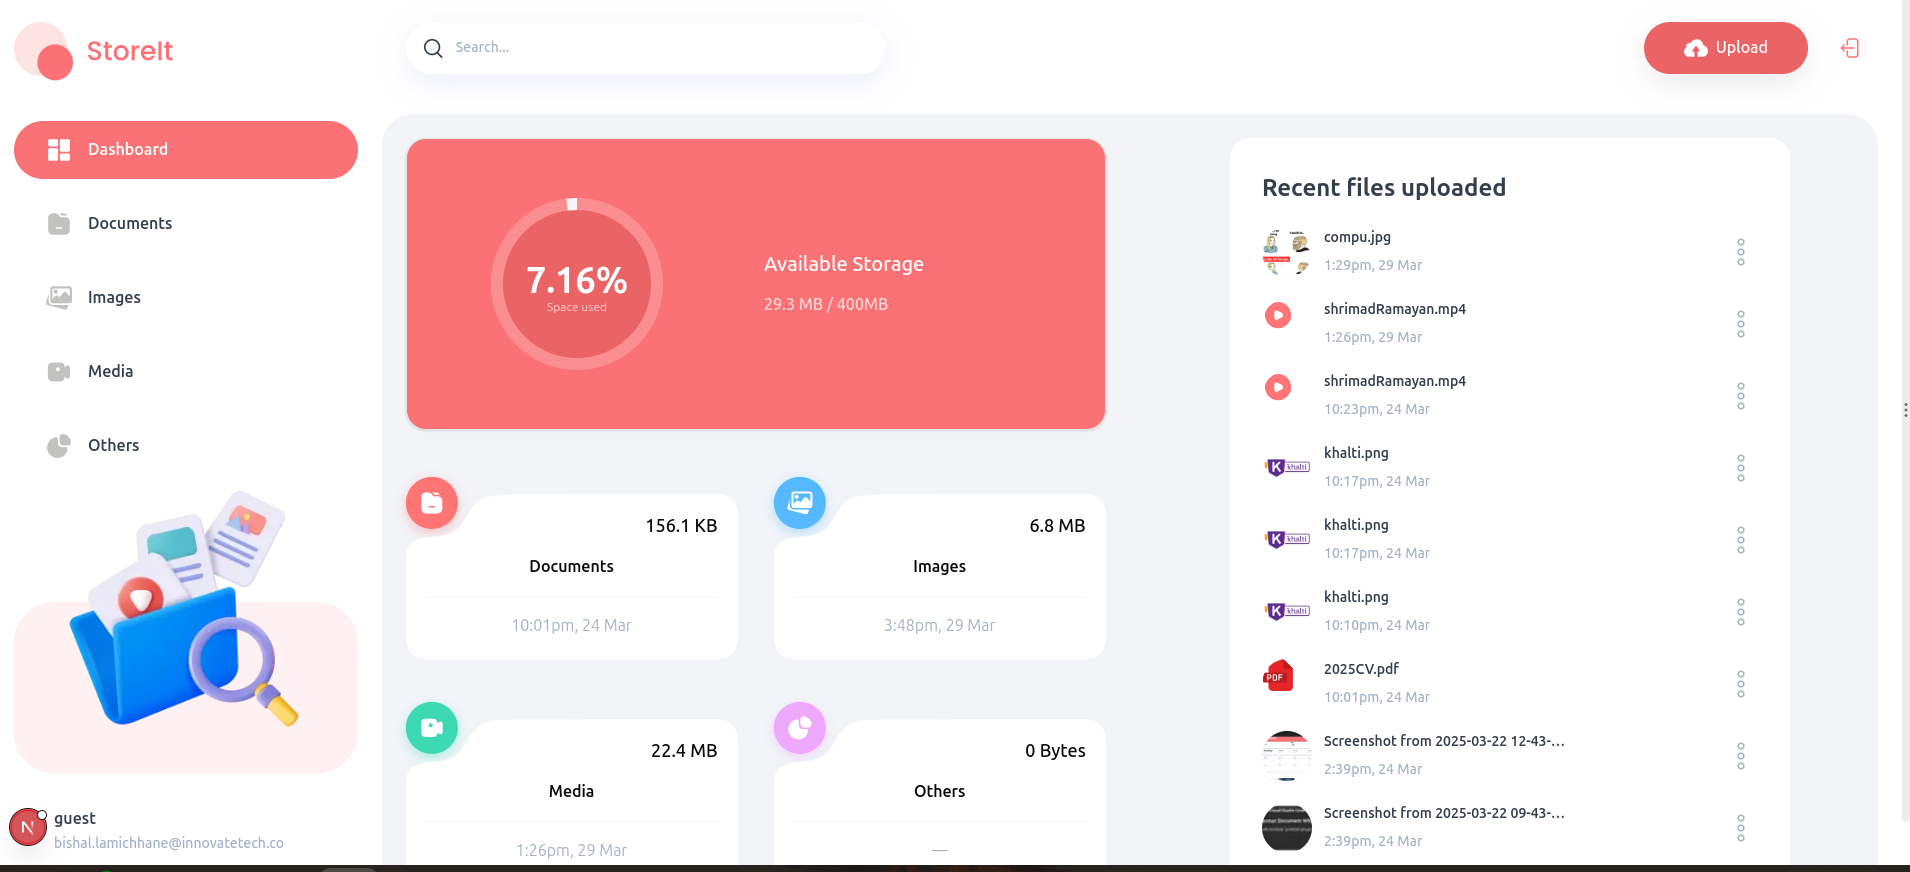 StoreIt
Search...
Upload
Dashboard
Documents
Images
Media
Others
guest
bishal.lamichhane@innovatetech.co
7.16%
Space used
Available Storage
29.3 MB / 400MB
156.1 KB
Documents
10:01pm, 24 Mar
6.8 MB
Images
3:48pm, 29 Mar
22.4 MB
Media
1:26pm, 29 Mar
0 Bytes
Others
—
Recent files uploaded
compu.jpg
1:29pm, 29 Mar
shrimadRamayan.mp4
1:26pm, 29 Mar
shrimadRamayan.mp4
10:23pm, 24 Mar
khalti
khalti.png
10:17pm, 24 Mar
khalti
khalti.png
10:17pm, 24 Mar
khalti
khalti.png
10:10pm, 24 Mar
PDF
2025CV.pdf
10:01pm, 24 Mar
Screenshot from 2025-03-22 12-43-...
2:39pm, 24 Mar
Screenshot from 2025-03-22 09-43-...
2:39pm, 24 Mar